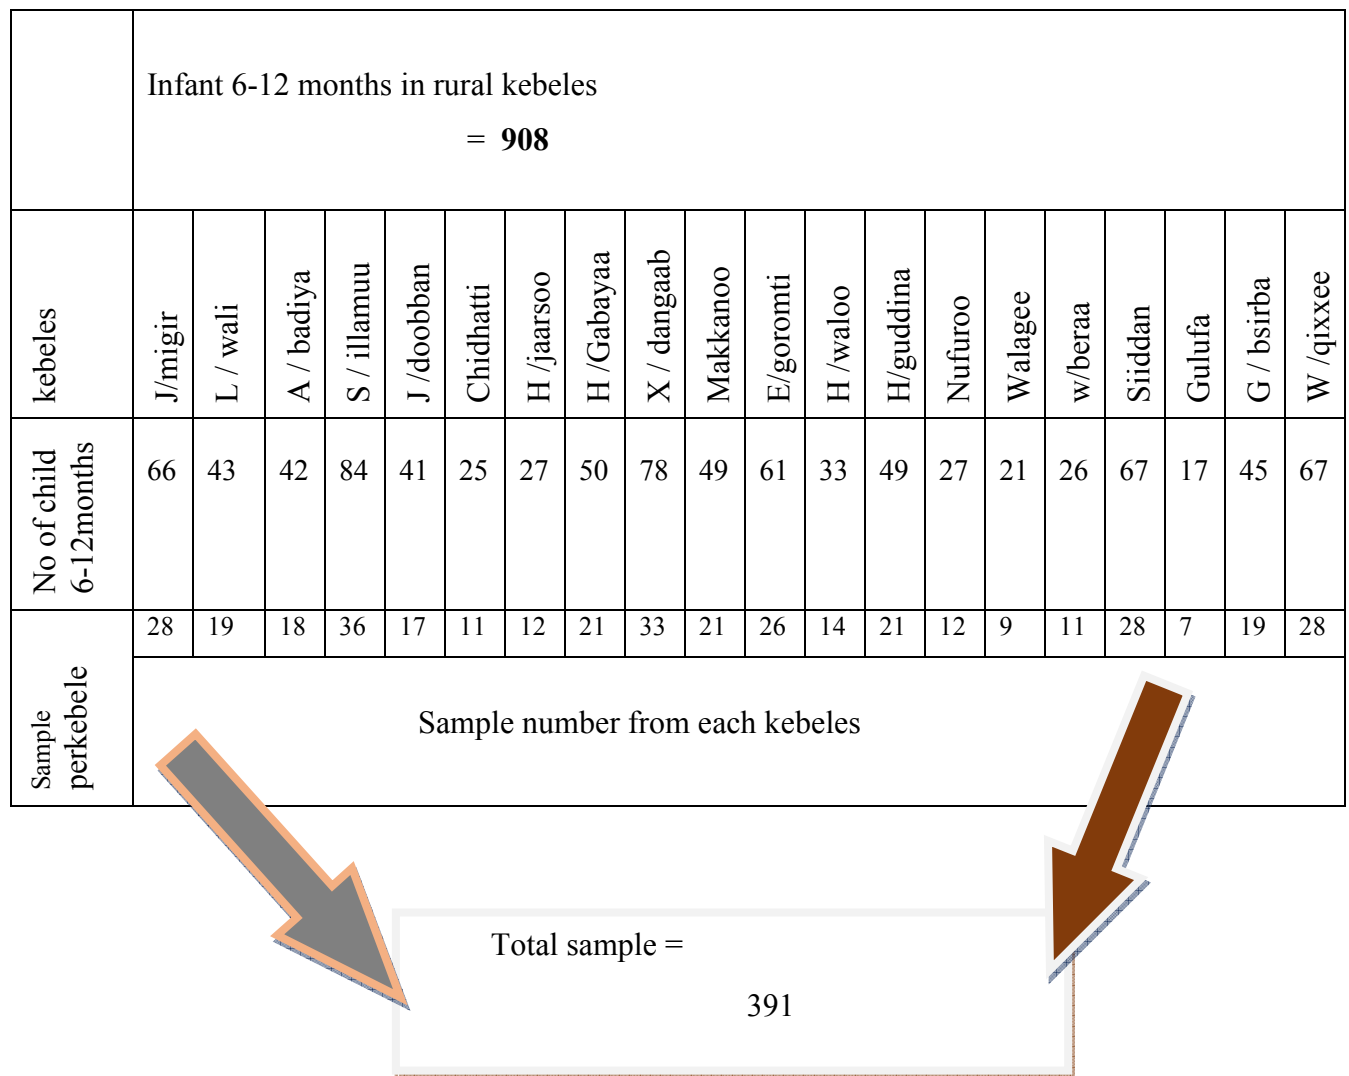 Infant 6-12 months in rural kebeles
= 908
kebeles
J/migir
L / wali
A / badiya
S / illamuu
J /doobban
Chidhatti
H /jaarsoo
H /Gabayaa
X / dangaab
Makkanoo
E/goromti
H /waloo
H/guddina
Nufuroo
Walagee
w/beraa
Siiddan
Gulufa
G / bsirba
W /qixxee
No of child
6-12months
66 43 42 84 41 25 27 50 78 49 61 33 49 27 21 26 67 17 45 67
Sample
perkebele
28 19 18 36 17 11 12 21 33 21 26 14 21 12 9 11 28 7 19 28
Sample number from each kebeles
Total sample =
391